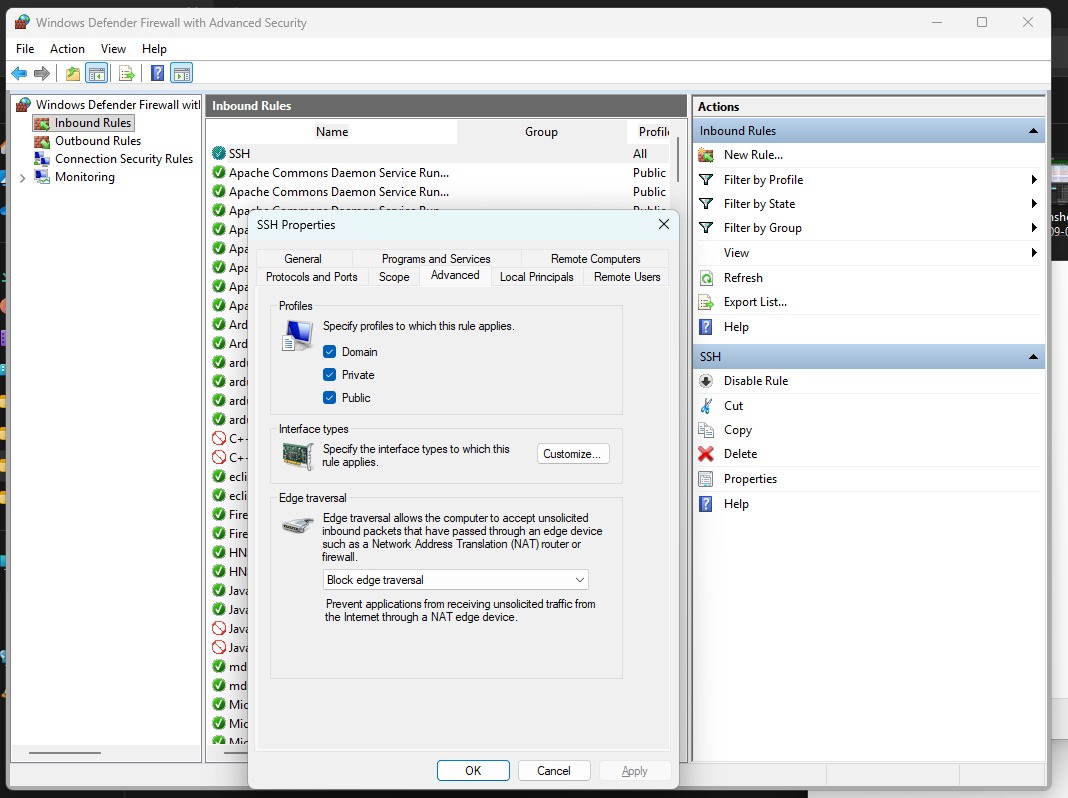 Windows Defender Firewall with Advanced Security
File Action View Help
Windows Defender Firewall wit
Inbound Rules
Outbound Rules
Connection Security Rules
Monitoring
Inbound Rules
Name Group Profile
SSH All
Apache Commons Daemon Service Run... Public
Apache Commons Daemon Service Run... Public
Apache Commons Daemon Service Run... Public
Apa
Apa
Apa
Apa
Apa
Ard
Ard
ardu
ardu
ardu
ardu
C+
C+
ecli
ecli
Fire
Fire
HN
HN
Java
Java
Java
Java
md
md
Mic
Mic
Mic
SSH Properties
General Programs and Services Remote Computers
Protocols and Ports Scope Advanced Local Principals Remote Users
Profiles
Specify profiles to which this rule applies.
Domain
Private
Public
Interface types
Specify the interface types to which this
rule applies.
Customize...
Edge traversal
Edge traversal allows the computer to accept unsolicited
inbound packets that have passed through an edge device
such as a Network Address Translation (NAT) router or
firewall.
Block edge traversal
Prevent applications from receiving unsolicited traffic from
the Internet through a NAT edge device.
OK Cancel Apply
Actions
Inbound Rules
New Rule...
Filter by Profile
Filter by State
Filter by Group
View
Refresh
Export List...
Help
SSH
Disable Rule
Cut
Copy
Delete
Properties
Help